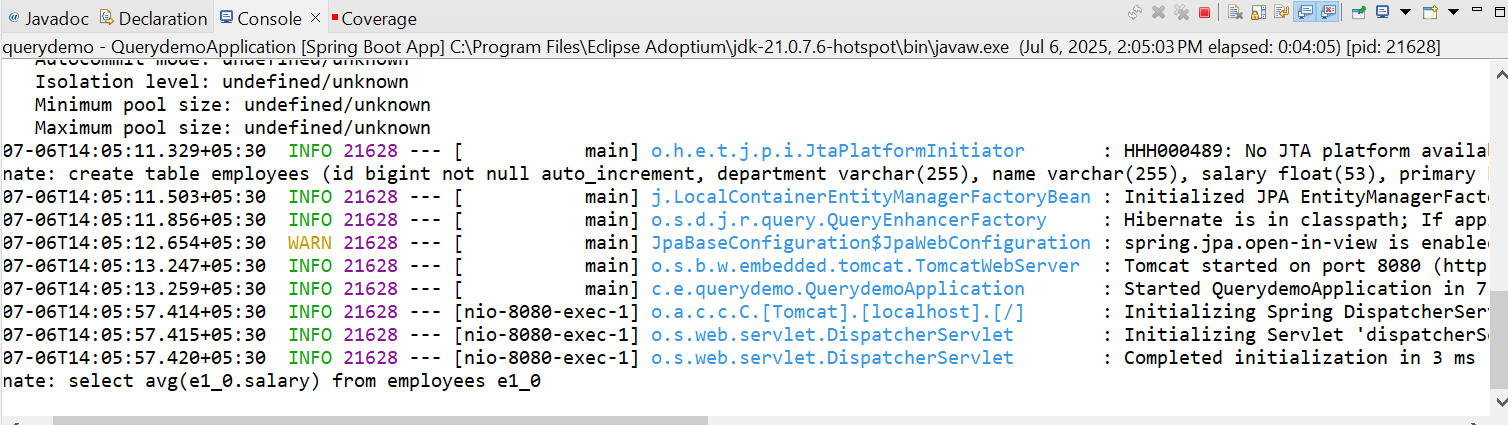 @ Javadoc Declaration Console × Coverage
querydemo - QuerydemoApplication [Spring Boot App] C:\Program Files\Eclipse Adoptium\jdk-21.0.7.6-hotspot\bin\javaw.exe (Jul 6, 2025, 2:05:03 PM elapsed: 0:04:05) [pid: 21628]
Autocommit mode: undefined/unknown
Isolation level: undefined/unknown
Minimum pool size: undefined/unknown
Maximum pool size: undefined/unknown
07-06T14:05:11.329+05:30 INFO 21628 --- [ main] o.h.e.t.j.p.i.JtaPlatformInitiator : HHH000489: No JTA platform availa
nate: create table employees (id bigint not null auto_increment, department varchar(255), name varchar(255), salary float(53), primary
07-06T14:05:11.503+05:30 INFO 21628 --- [ main] j.LocalContainerEntityManagerFactoryBean : Initialized JPA EntityManagerFact
07-06T14:05:11.856+05:30 INFO 21628 --- [ main] o.s.d.j.r.query.QueryEnhancerFactory : Hibernate is in classpath; If app
07-06T14:05:12.654+05:30 WARN 21628 --- [ main] JpaBaseConfiguration$JpaWebConfiguration : spring.jpa.open-in-view is enable
07-06T14:05:13.247+05:30 INFO 21628 --- [ main] o.s.b.w.embedded.tomcat.TomcatWebServer : Tomcat started on port 8080 (http
07-06T14:05:13.259+05:30 INFO 21628 --- [ main] c.e.querydemo.QuerydemoApplication : Started QuerydemoApplication in 7
07-06T14:05:57.414+05:30 INFO 21628 --- [nio-8080-exec-1] o.a.c.c.C.[Tomcat].[localhost].[/] : Initializing Spring DispatcherSer
07-06T14:05:57.415+05:30 INFO 21628 --- [nio-8080-exec-1] o.s.web.servlet.DispatcherServlet : Initializing Servlet 'dispatcherS
07-06T14:05:57.420+05:30 INFO 21628 --- [nio-8080-exec-1] o.s.web.servlet.DispatcherServlet : Completed initialization in 3 ms
nate: select avg(e1_0.salary) from employees e1_0